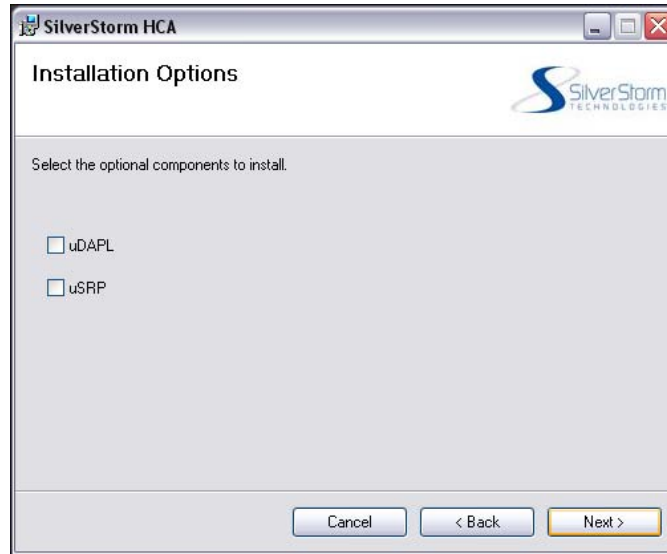 SilverStorm HCA
Installation Options
SilverStorm
TECHNOLOGIES
Select the optional components to install.
uDAPL
uSRP
Cancel
< Back
Next >